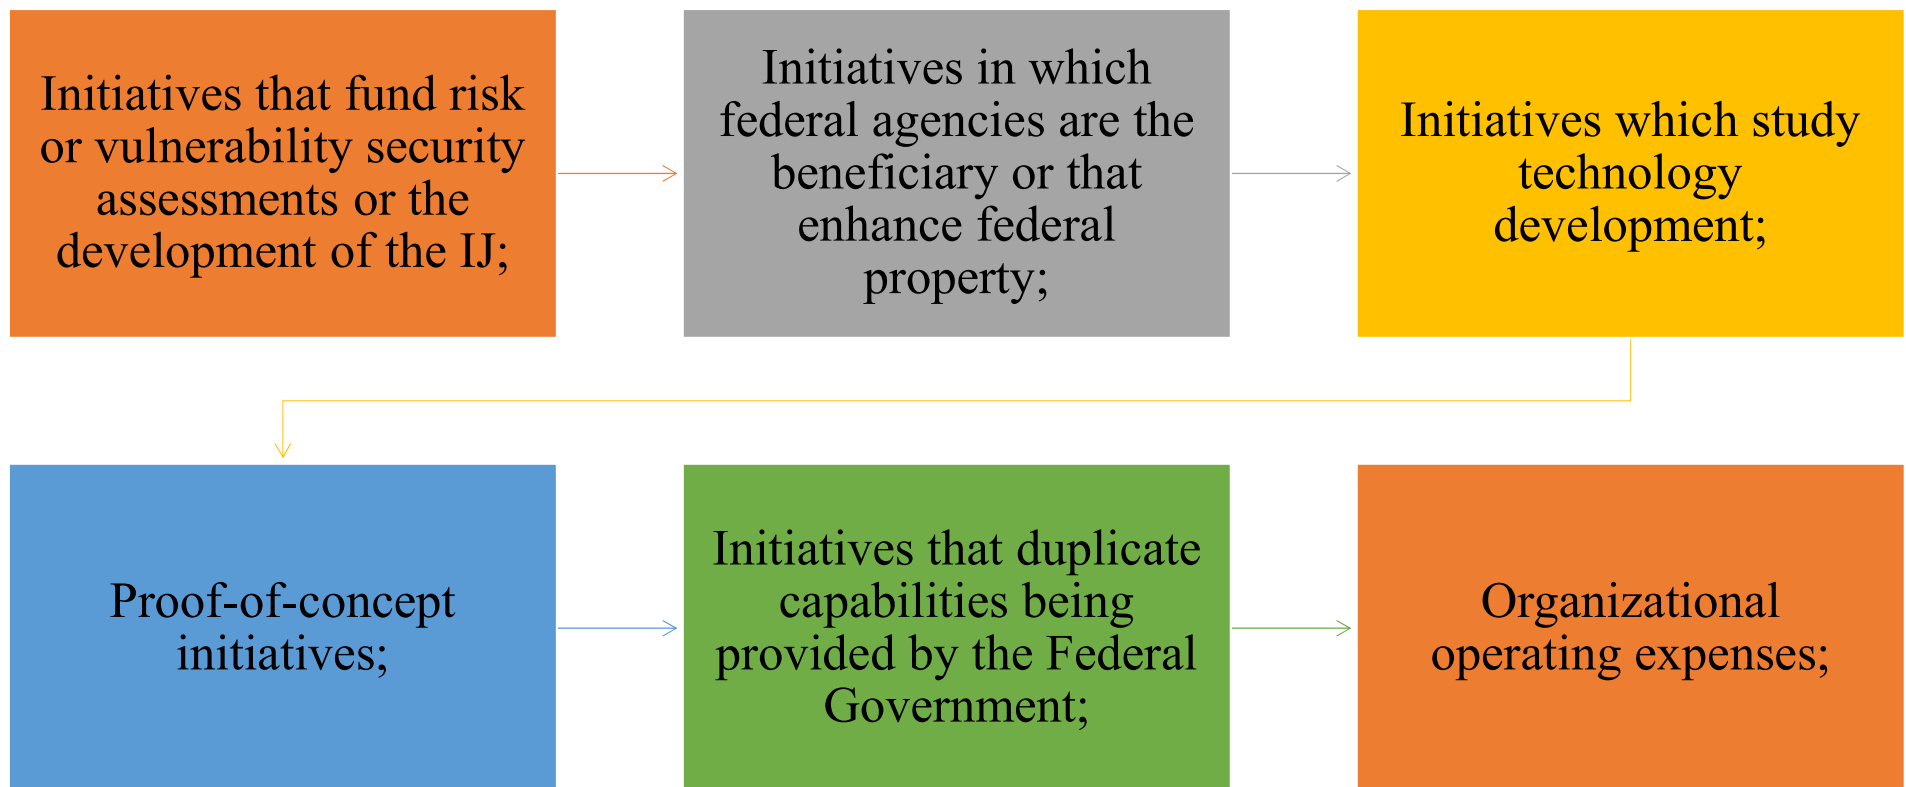 Initiatives that fund risk
or vulnerability security
assessments or the
development of the IJ;
Initiatives in which
federal agencies are the
beneficiary or that
enhance federal
property;
Initiatives which study
technology
development;
Proof-of-concept
initiatives;
Initiatives that duplicate
capabilities being
provided by the Federal
Government;
Organizational
operating expenses;